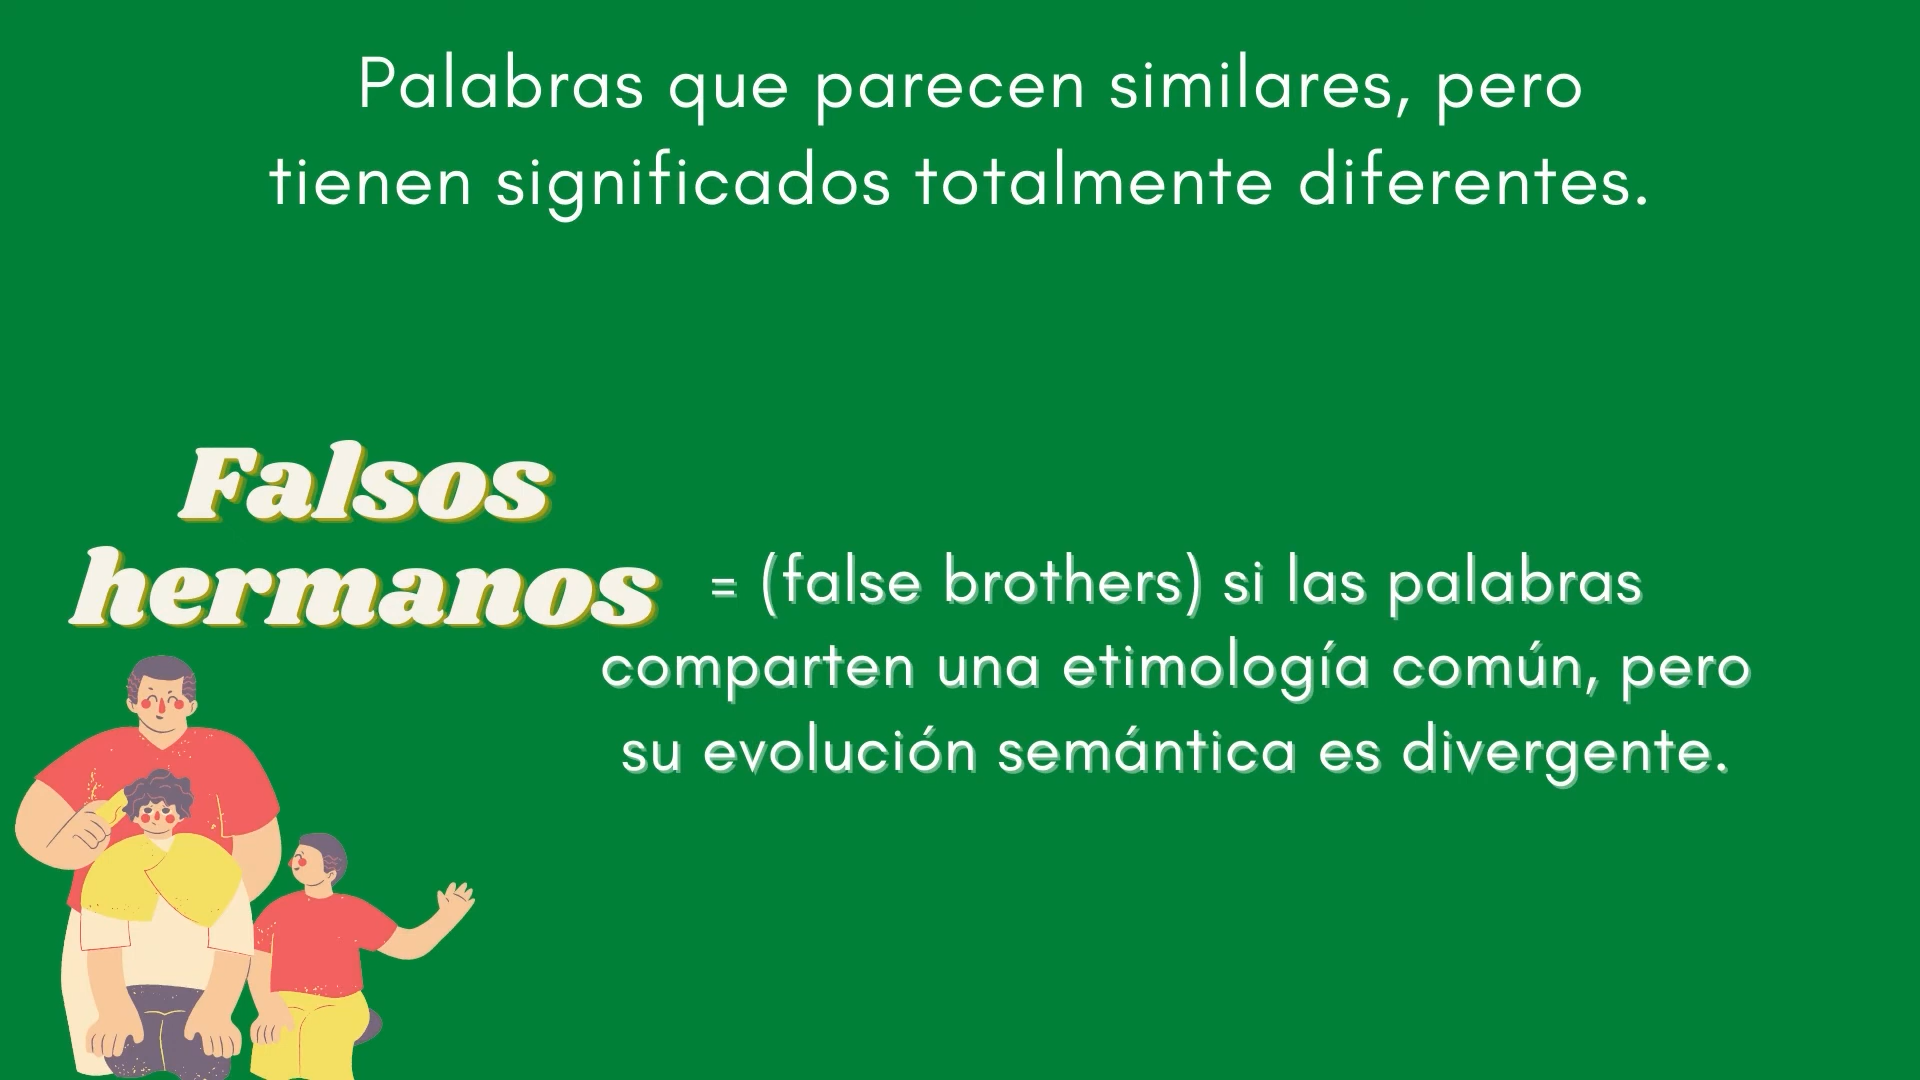 Palabras que parecen similares, pero
tienen significados totalmente diferentes.
Falsos
hermanos
= (false brothers) si las palabras
comparten una etimología común, pero
su evolución semántica es divergente.